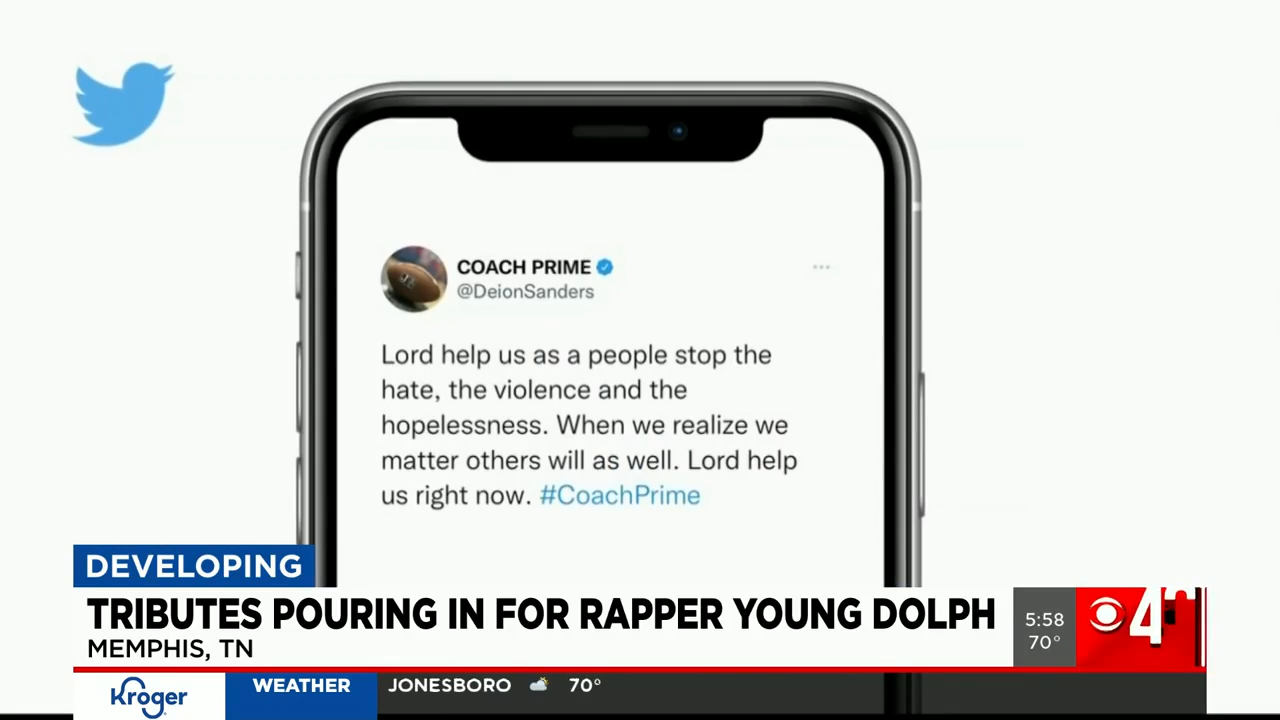 COACH PRIME
@DeionSanders
Lord help us as a people stop the
hate, the violence and the
hopelessness. When we realize we
matter others will as well. Lord help
us right now. #CoachPrime
DEVELOPING
TRIBUTES POURING IN FOR RAPPER YOUNG DOLPH
MEMPHIS, TN
5:58
70°
4
Kroger
WEATHER
JONESBORO 70°